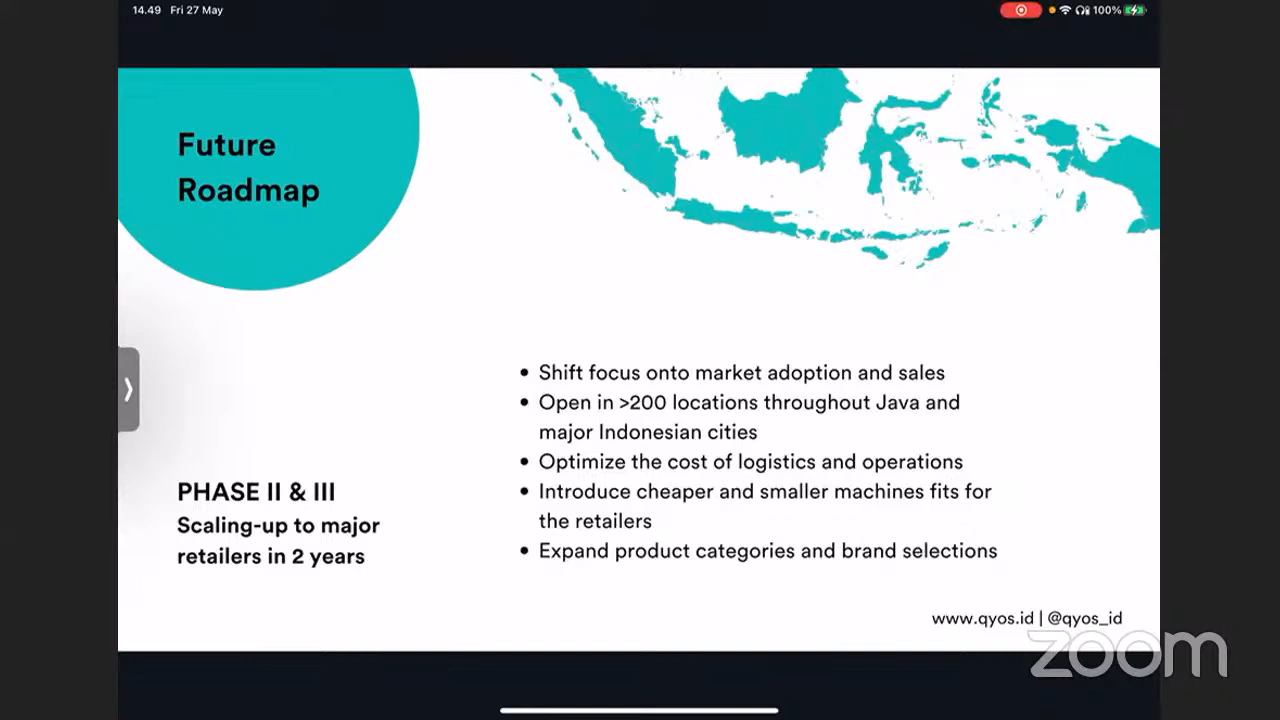 14.49 Fri 27 May
100%
Future
Roadmap
PHASE II & III
Scaling-up to major
retailers in 2 years
• Shift focus onto market adoption and sales
• Open in >200 locations throughout Java and
major Indonesian cities
• Optimize the cost of logistics and operations
• Introduce cheaper and smaller machines fits for
the retailers
• Expand product categories and brand selections
www.qyos.id | @qyos_id
zoom